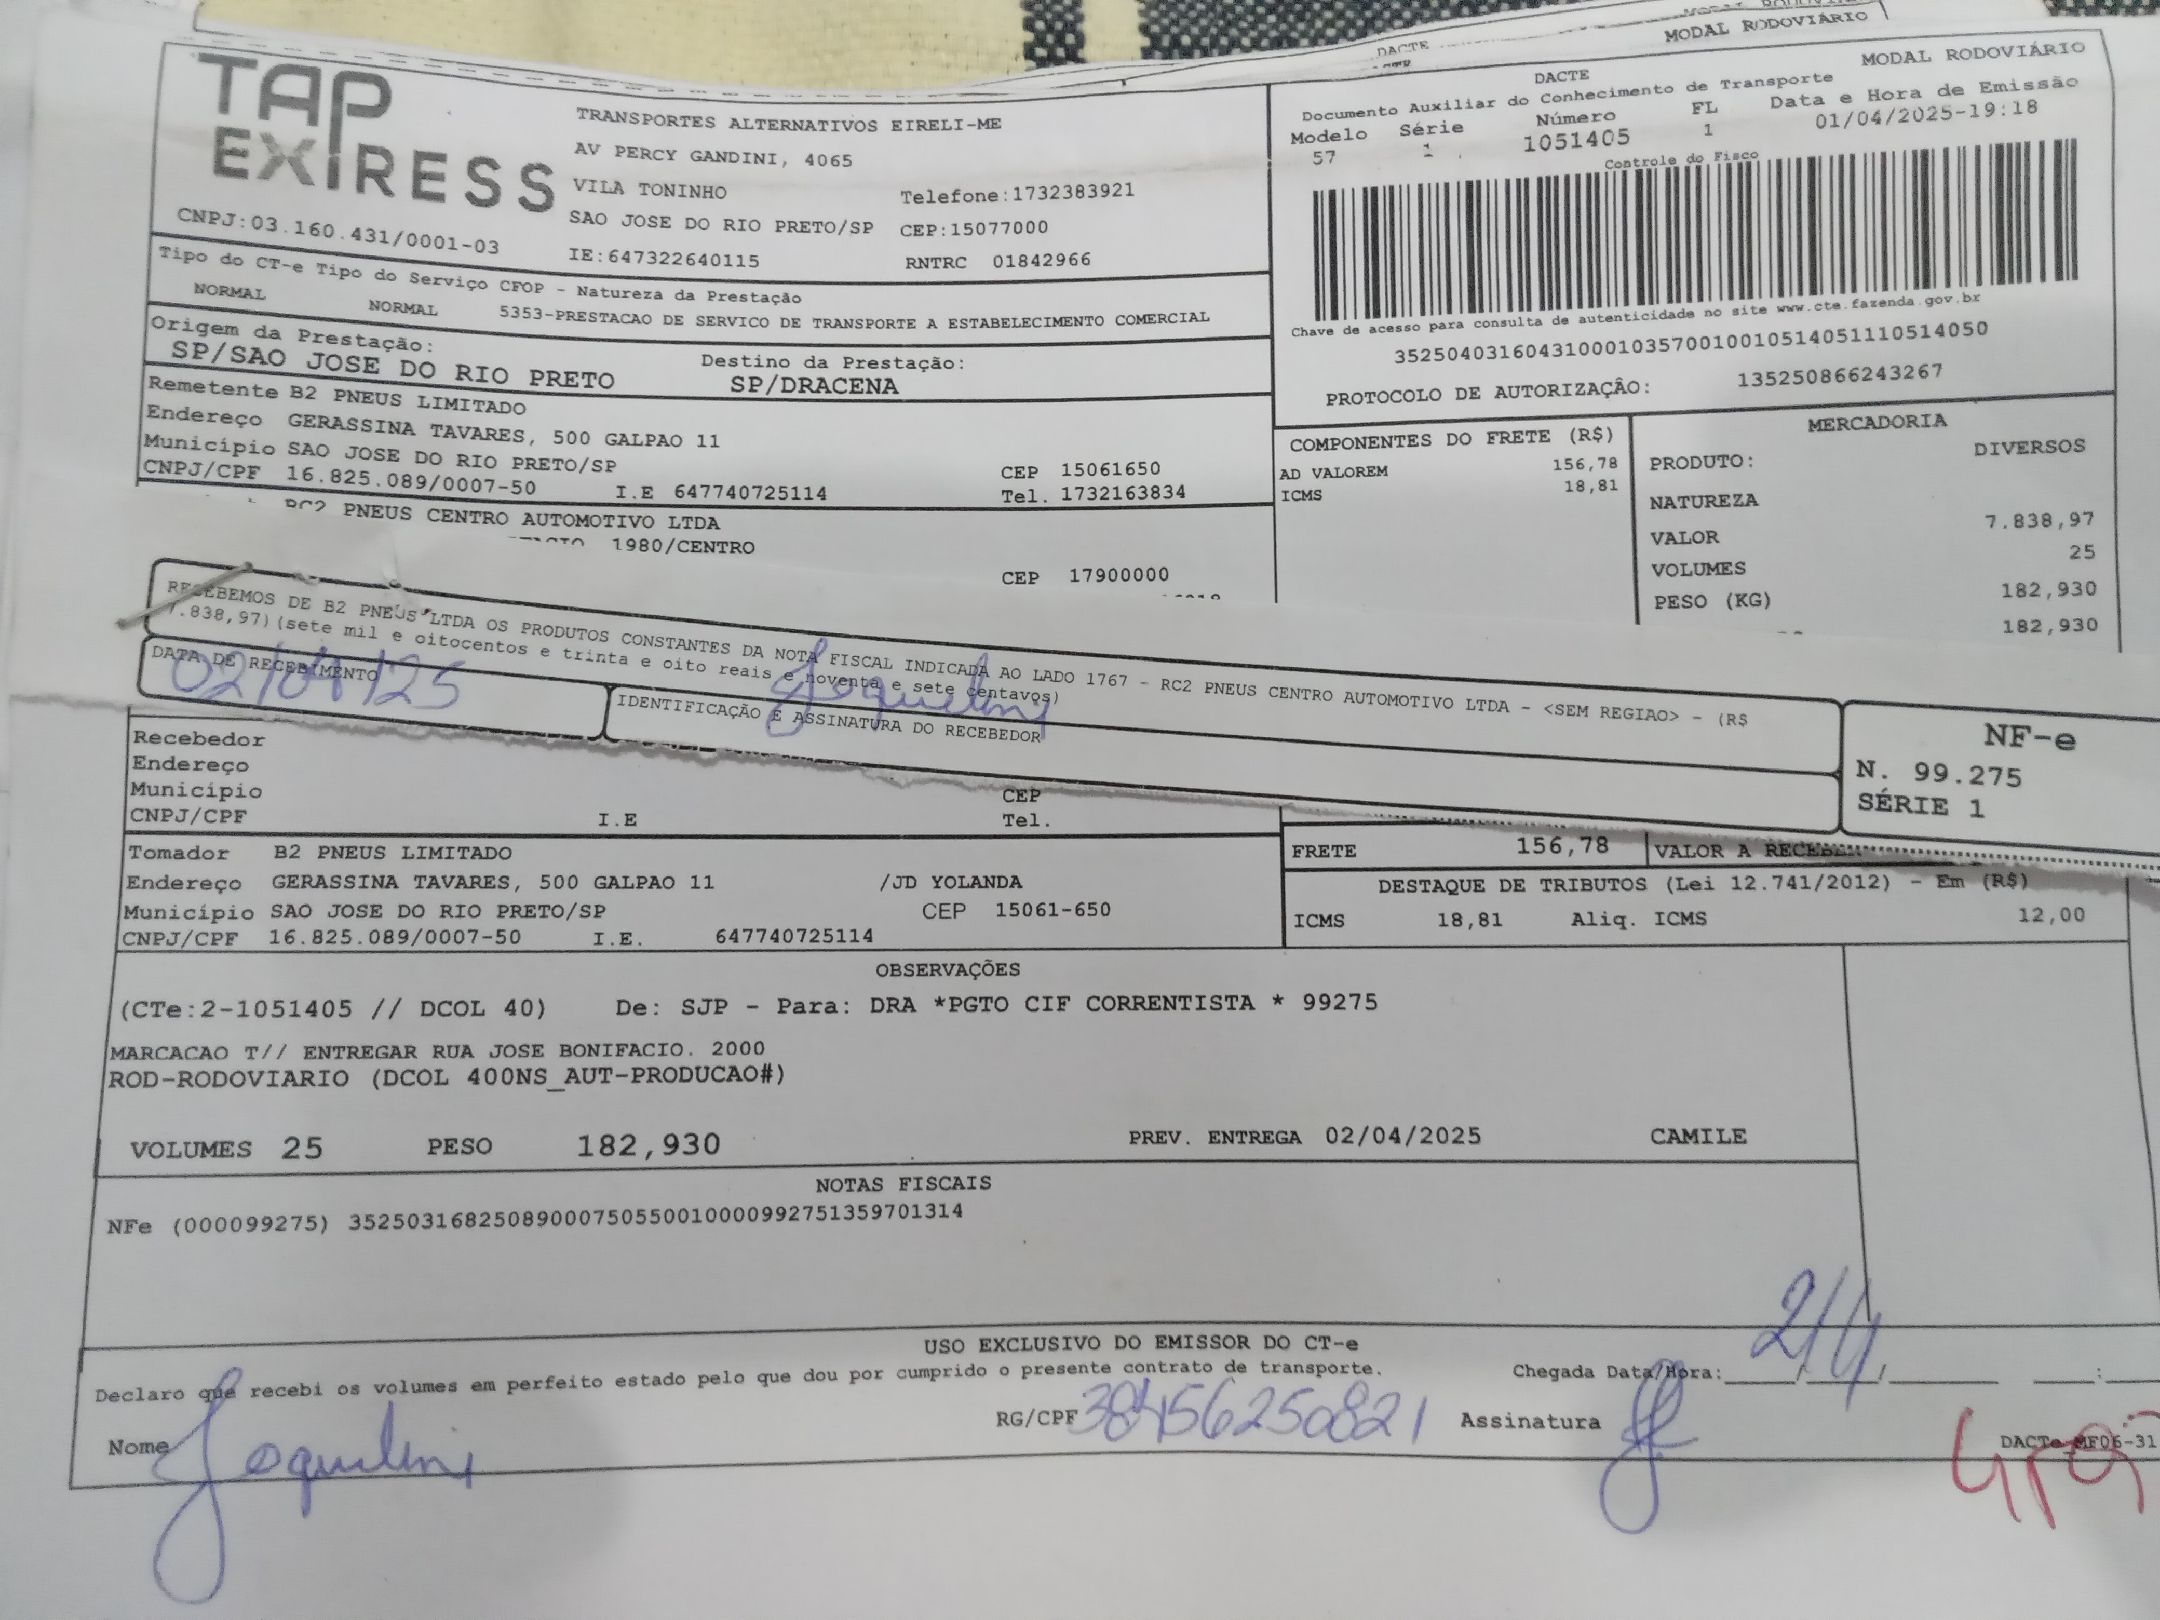 MODAL RODOVIÁRIO
DACTE
MODAL RODOVIÁRIO
TAP EXPRESS
CNPJ:03.160.431/0001-03
TRANSPORTES ALTERNATIVOS EIRELI-ME
AV PERCY GANDINI, 4065
VILA TONINHO Telefone:1732383921
SAO JOSE DO RIO PRETO/SP CEP:15077000
IE:647322640115 RNTRC 01842966
DACTE
Documento Auxiliar do Conhecimento de Transporte
Modelo Série Número FL Data e Hora de Emissão
57 1 1051405 1 01/04/2025-19:18
Controle do Fisco
Chave de acesso para consulta de autenticidade no site www.cte.fazenda.gov.br
35250403160431000103570010010514051110514050
PROTOCOLO DE AUTORIZAÇÃO: 135250866243267
Tipo do CT-e Tipo do Serviço CFOP - Natureza da Prestação
NORMAL NORMAL 5353-PRESTACAO DE SERVICO DE TRANSPORTE A ESTABELECIMENTO COMERCIAL
Origem da Prestação: Destino da Prestação:
SP/SAO JOSE DO RIO PRETO SP/DRACENA
Remetente B2 PNEUS LIMITADO
Endereço GERASSINA TAVARES, 500 GALPAO 11
Município SAO JOSE DO RIO PRETO/SP CEP 15061650
CNPJ/CPF 16.825.089/0007-50 I.E 647740725114 Tel. 1732163834
RC2 PNEUS CENTRO AUTOMOTIVO LTDA
1980/CENTRO
CEP 17900000
COMPONENTES DO FRETE (R$)
AD VALOREM 156,78
ICMS 18,81
MERCADORIA
PRODUTO: DIVERSOS
NATUREZA
VALOR 7.838,97
VOLUMES 25
PESO (KG) 182,930
182,930
RECEBEMOS DE B2 PNEUS LTDA OS PRODUTOS CONSTANTES DA NOTA FISCAL INDICADA AO LADO 1767 - RC2 PNEUS CENTRO AUTOMOTIVO LTDA - <SEM REGIAO> - (R$
7.838,97)(sete mil e oitocentos e trinta e oito reais e noventa e sete centavos)
DATA DE RECEBIMENTO
02/04/25
IDENTIFICAÇÃO E ASSINATURA DO RECEBEDOR
NF-e
N. 99.275
SÉRIE 1
Recebedor
Endereço
Município CEP
CNPJ/CPF I.E Tel.
FRETE 156,78 VALOR A
Tomador B2 PNEUS LIMITADO
Endereço GERASSINA TAVARES, 500 GALPAO 11 /JD YOLANDA
Município SAO JOSE DO RIO PRETO/SP CEP 15061-650
CNPJ/CPF 16.825.089/0007-50 I.E. 647740725114
DESTAQUE DE TRIBUTOS (Lei 12.741/2012) - Em (R$)
ICMS 18,81 Aliq. ICMS 12,00
OBSERVAÇÕES
(CTe:2-1051405 // DCOL 40) De: SJP - Para: DRA *PGTO CIF CORRENTISTA * 99275
MARCACAO T// ENTREGAR RUA JOSE BONIFACIO. 2000
ROD-RODOVIARIO (DCOL 400NS_AUT-PRODUCAO#)
VOLUMES 25 PESO 182,930 PREV. ENTREGA 02/04/2025 CAMILE
NOTAS FISCAIS
NFe (000099275) 35250316825089000750550010000992751359701314
USO EXCLUSIVO DO EMISSOR DO CT-e
Declaro que recebi os volumes em perfeito estado pelo que dou por cumprido o presente contrato de transporte. Chegada Data/Hora: 2/4
Nome RG/CPF 38456250821 Assinatura
DACTe_MF06-31